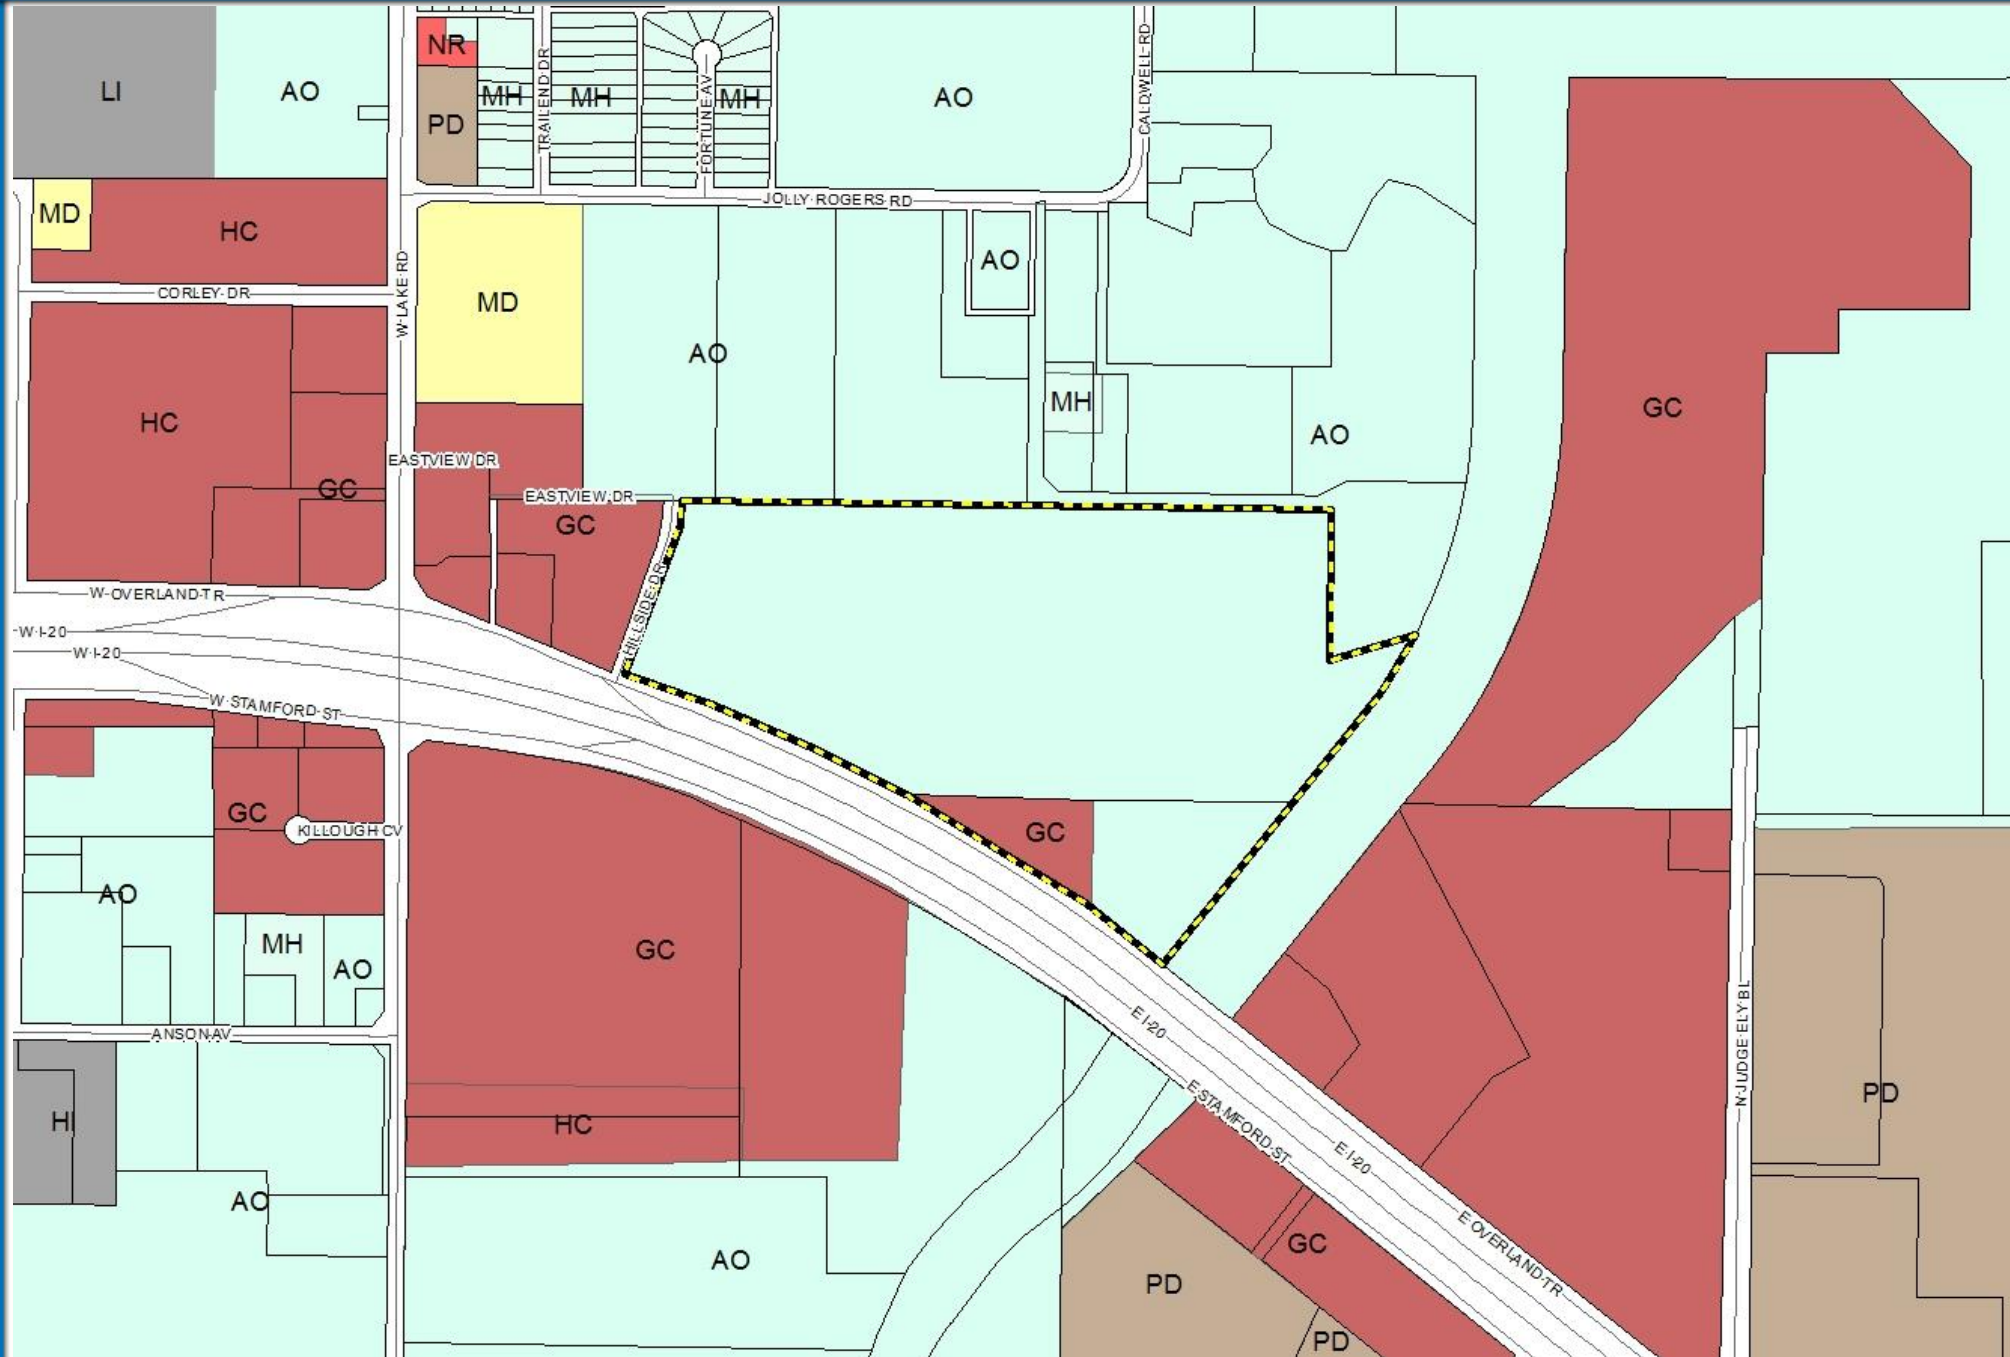 NR
LI
AO
MH
MH
MH
AO
PD
TRAILEND DR
FORTUNE AV
CALDWELL RD
JOLLY ROGERS RD
MD
HC
AO
CORLEY DR
W LAKE RD
MD
AO
MH
GC
HC
AO
EASTVIEW DR
GC
EASTVIEW DR
GC
HILLSIDE DR
W OVERLAND TR
W I-20
W I-20
W STAMFORD ST
GC
KILLOUGH CV
GC
AO
MH
AO
GC
ANSON AV
E I-20
N JUDGE ELY BL
E STAMFORD ST
PD
HI
HC
E I-20
AO
AO
E OVERLAND TR
GC
PD
PD